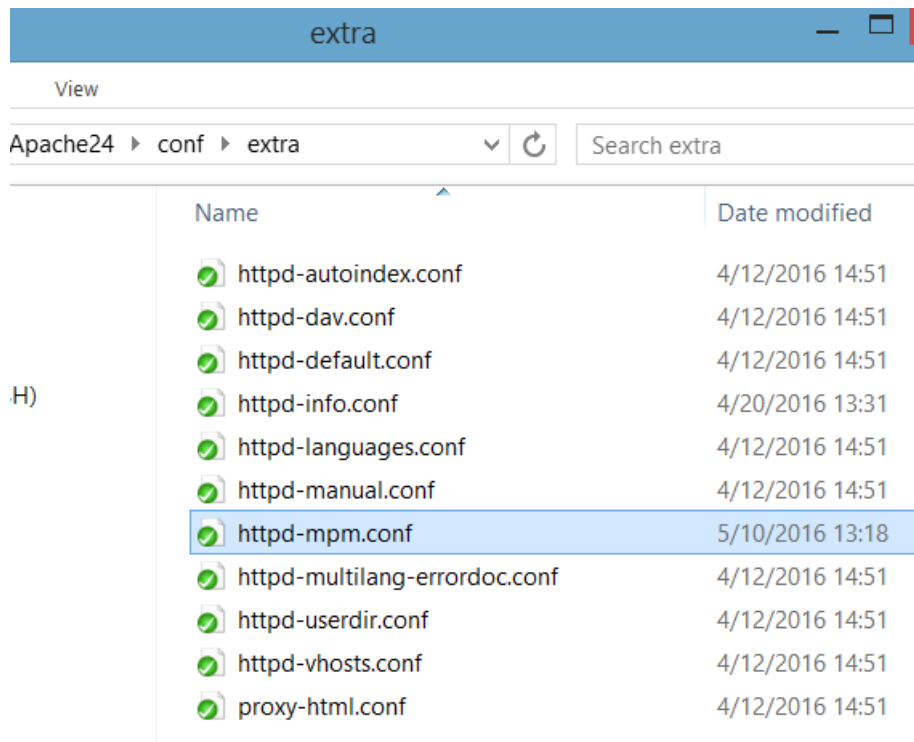 extra
View
Apache24 conf extra Search extra
Name Date modified
httpd-autoindex.conf 4/12/2016 14:51
httpd-dav.conf 4/12/2016 14:51
httpd-default.conf 4/12/2016 14:51
H)
httpd-info.conf 4/20/2016 13:31
httpd-languages.conf 4/12/2016 14:51
httpd-manual.conf 4/12/2016 14:51
httpd-mpm.conf 5/10/2016 13:18
httpd-multilang-errordoc.conf 4/12/2016 14:51
httpd-userdir.conf 4/12/2016 14:51
httpd-vhosts.conf 4/12/2016 14:51
proxy-html.conf 4/12/2016 14:51